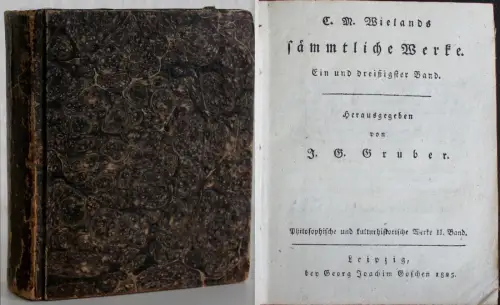 C. M. Wielands
sämmtliche Werke.
Ein und dreißigster Band.
Herausgegeben
von
J. G. Gruber.
Philosophische und kulturhistorische Werke II. Band.
Leipzig,
bey Georg Joachim Göschen 1825.